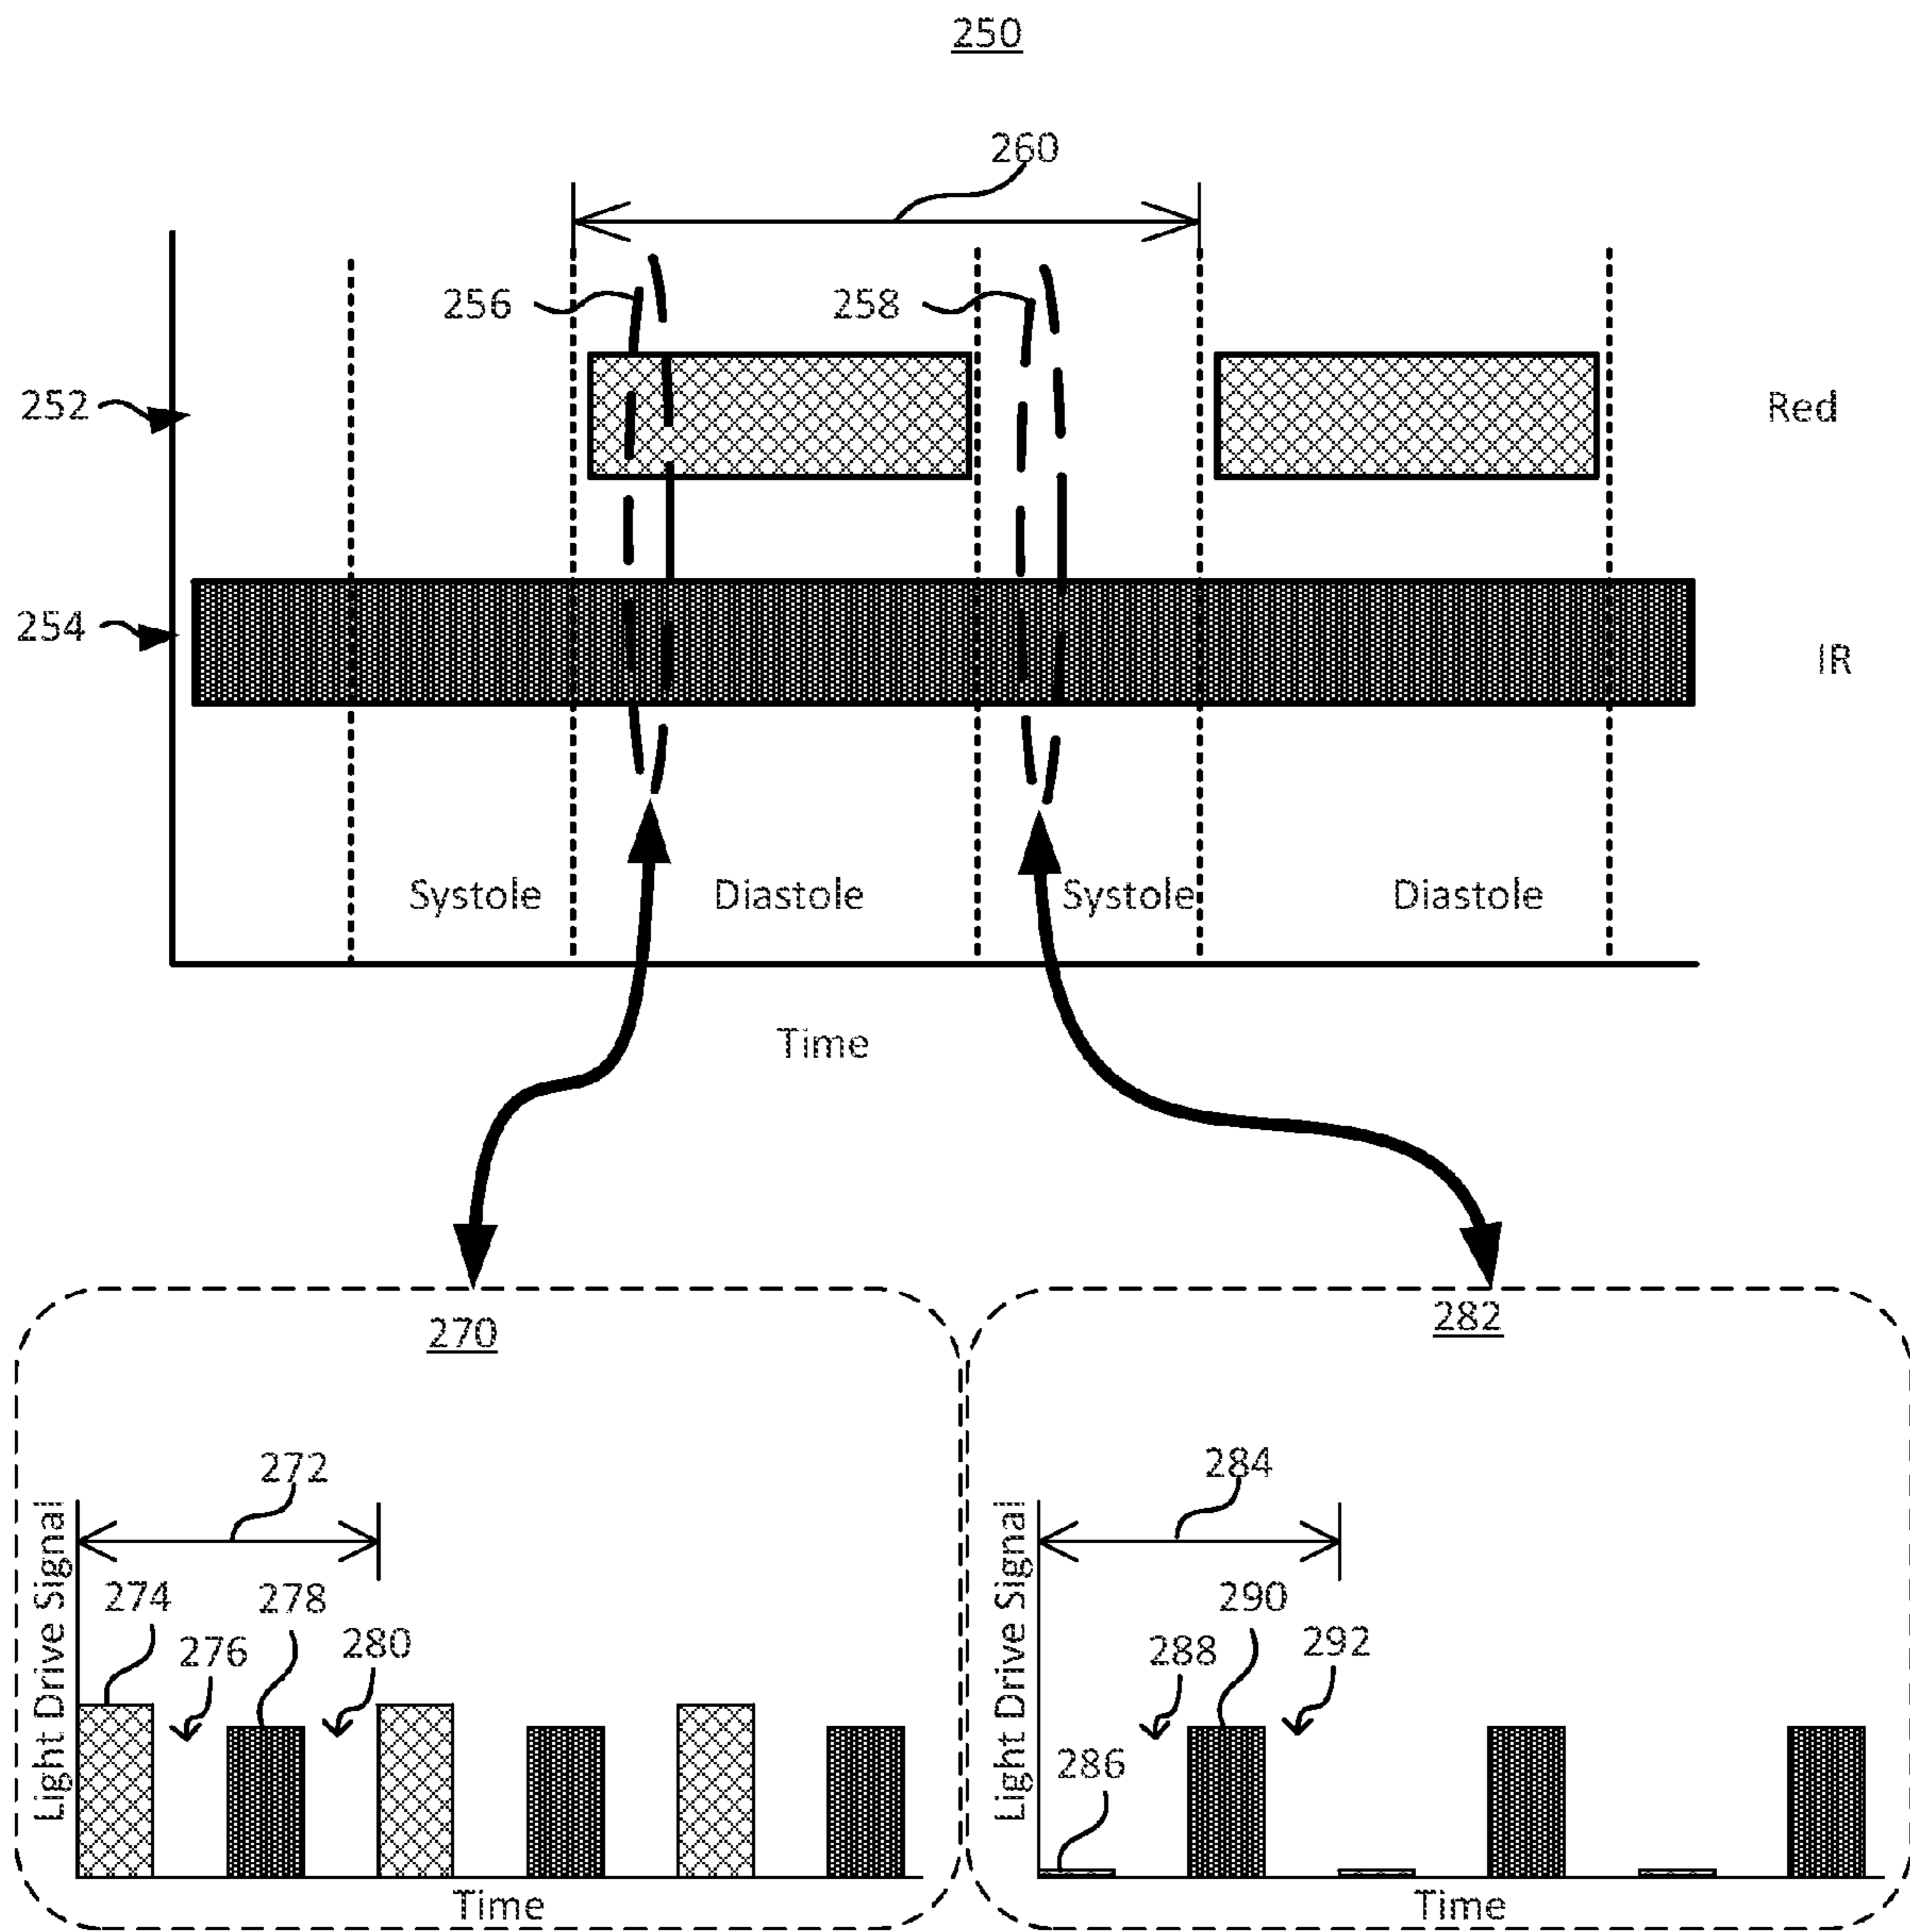 250
260
256
258
252
Red
254
IR
Systole
Diastole
Systole
Diastole
Time
270
282
272
284
Light Drive Signal
274
278
276
280
Light Drive Signal
290
288
292
286
Time
Time